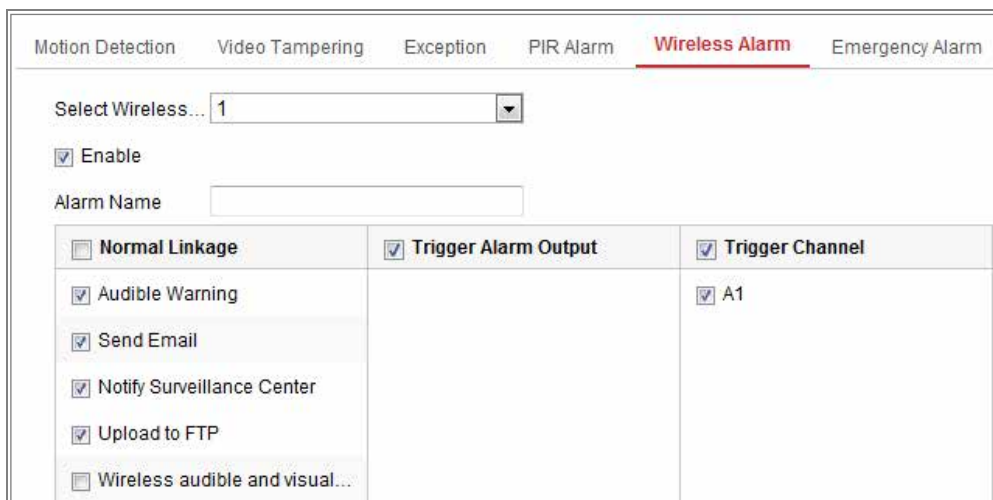 Motion Detection Video Tampering Exception PIR Alarm Wireless Alarm Emergency Alarm
Select Wireless... 1
Enable
Alarm Name
Normal Linkage Trigger Alarm Output Trigger Channel
Audible Warning A1
Send Email
Notify Surveillance Center
Upload to FTP
Wireless audible and visual...